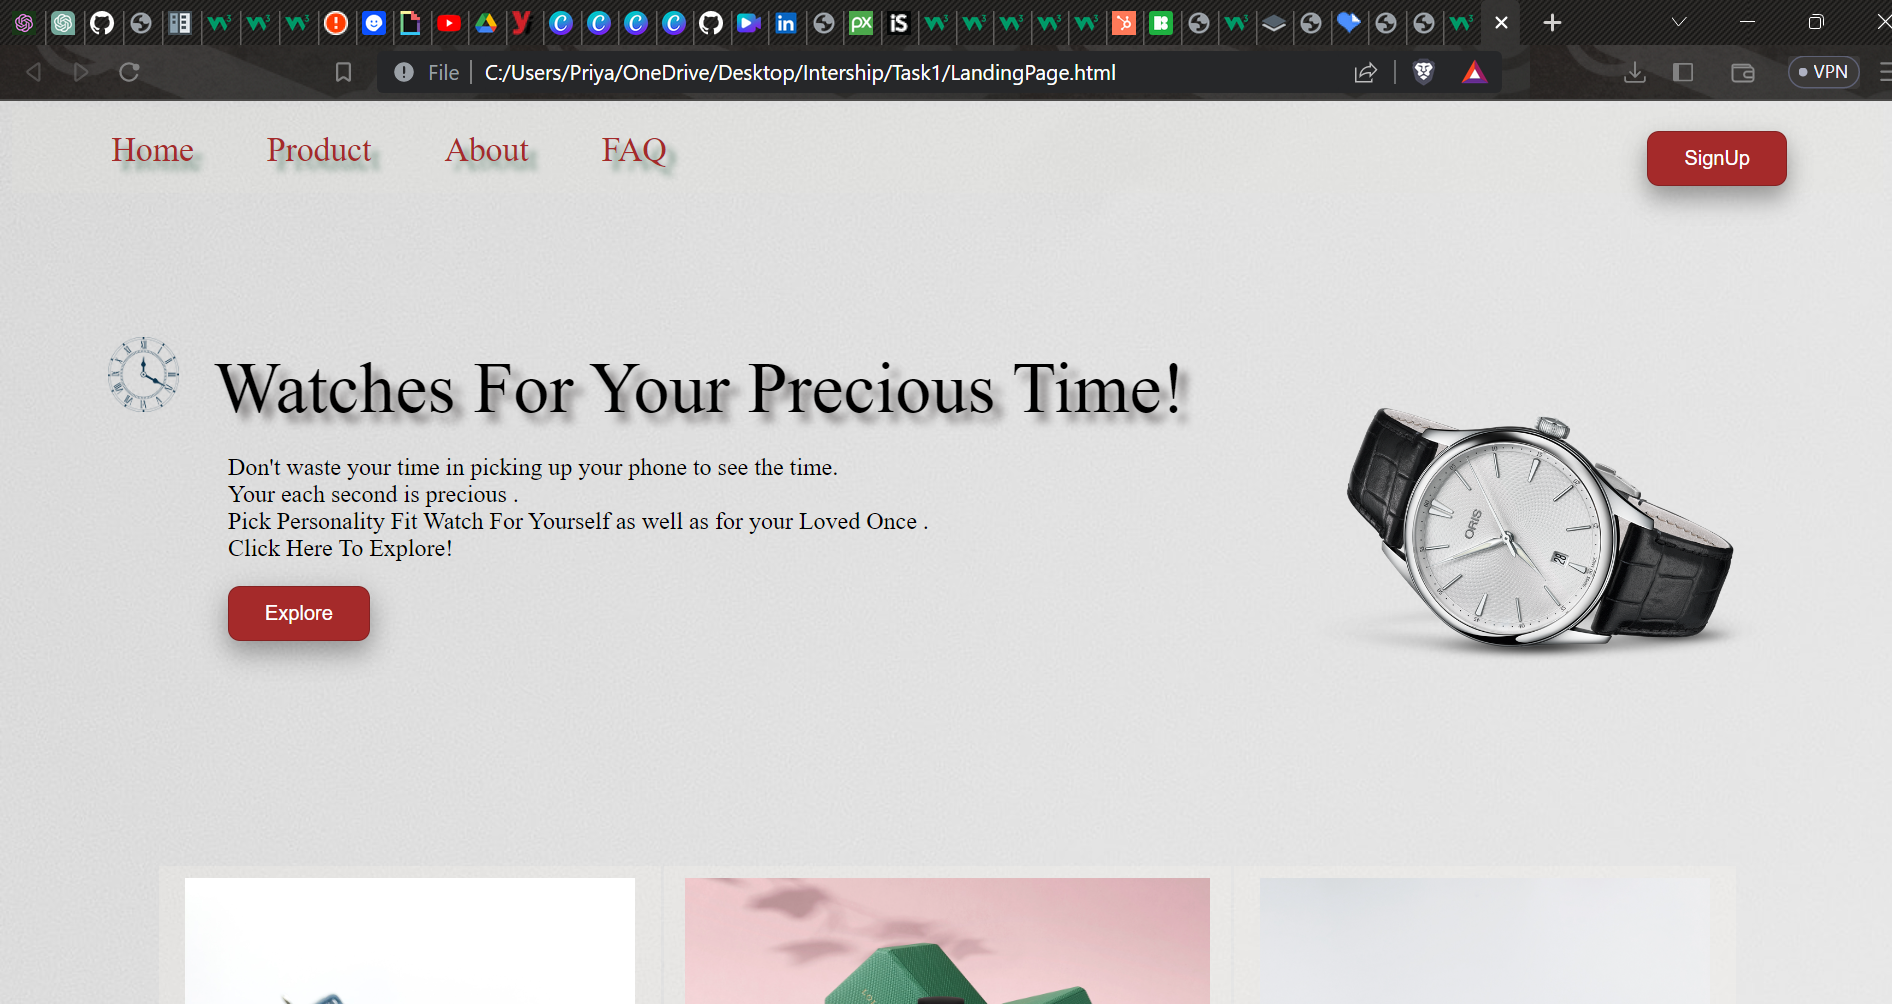 File
C:/Users/Priya/OneDrive/Desktop/Intership/Task1/LandingPage.html
VPN
Home Product About FAQ
SignUp
Watches For Your Precious Time!
Don't waste your time in picking up your phone to see the time.
Your each second is precious .
Pick Personality Fit Watch For Yourself as well as for your Loved Once .
Click Here To Explore!
Explore
ORIS
28